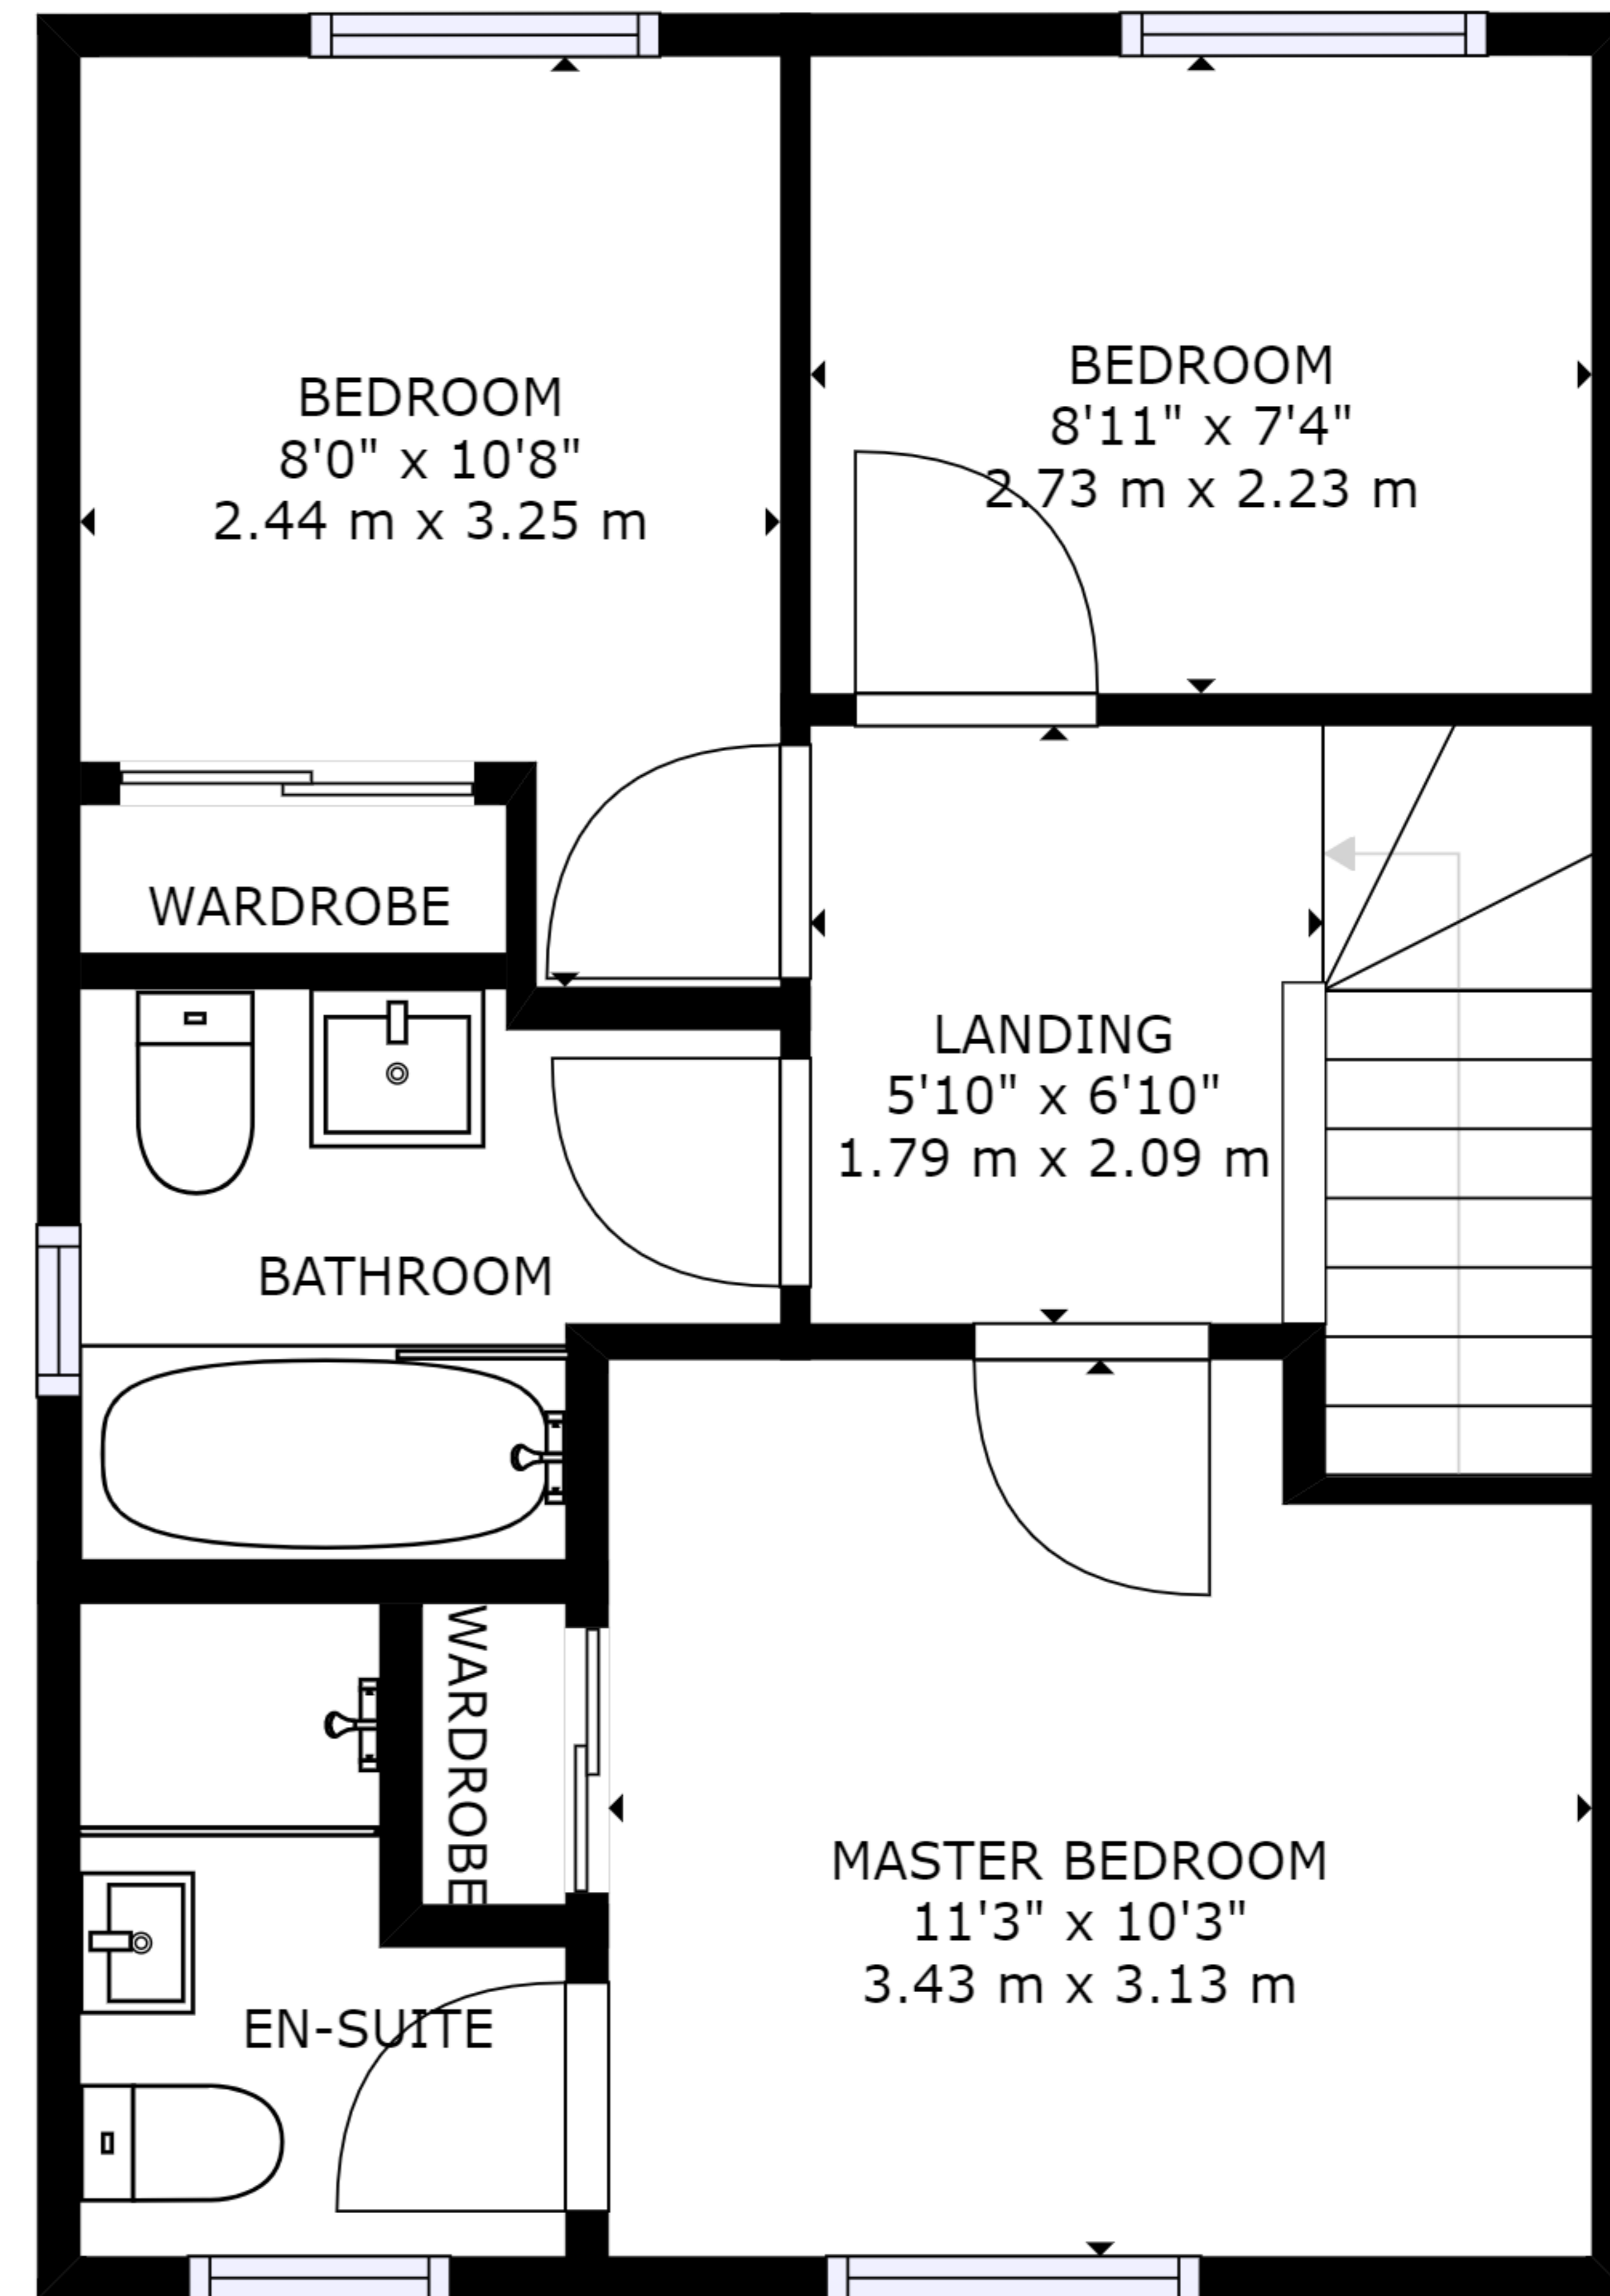 BEDROOM
8'0" x 10'8"
2.44 m x 3.25 m
BEDROOM
8'11" x 7'4"
2.73 m x 2.23 m
WARDROBE
LANDING
5'10" x 6'10"
1.79 m x 2.09 m
BATHROOM
WARDROBE
MASTER BEDROOM
11'3" x 10'3"
3.43 m x 3.13 m
EN-SUITE